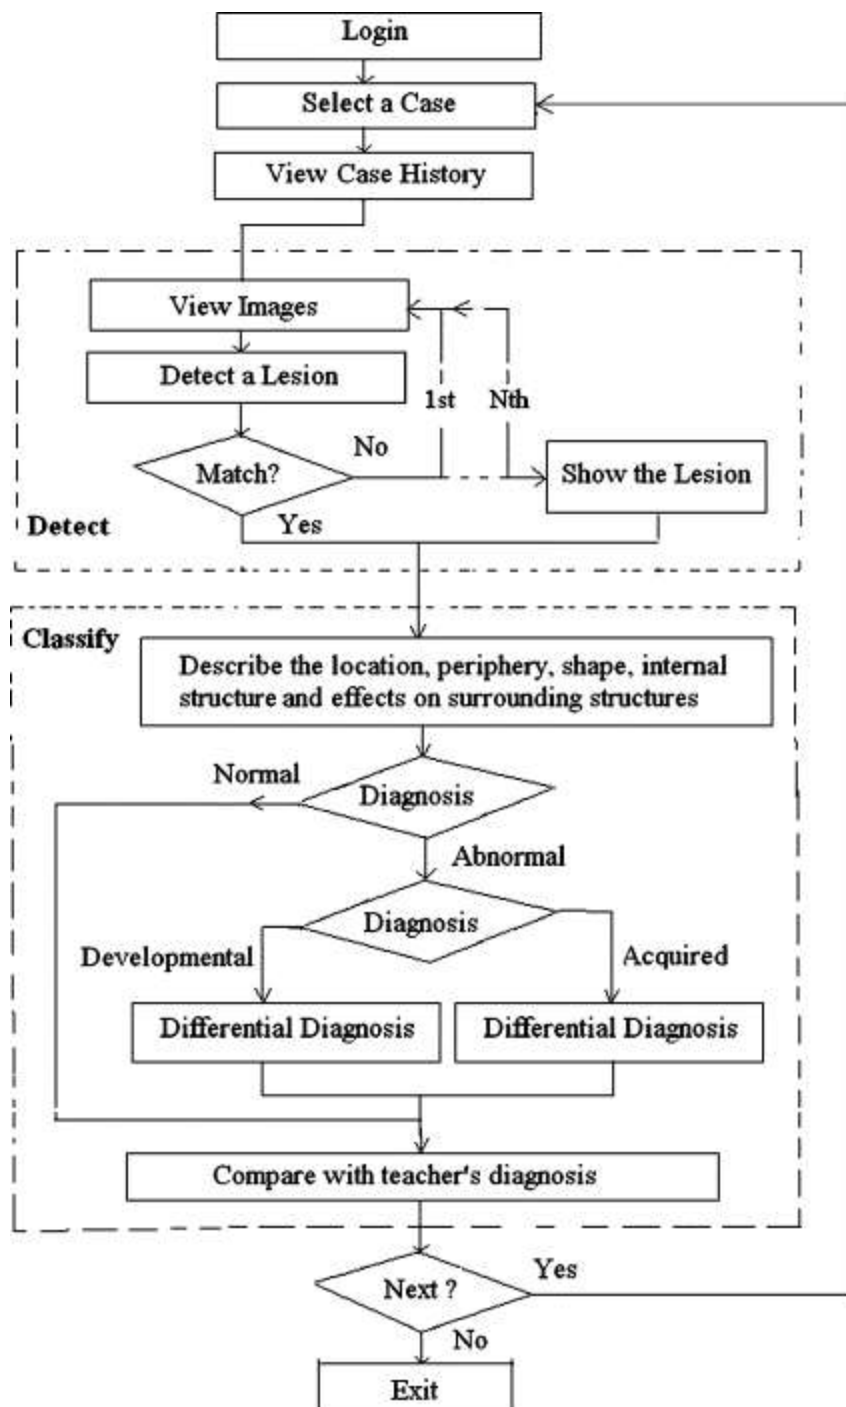 Login
Select a Case
View Case History
View Images
Detect a Lesion
1st
Nth
No
Match?
Show the Lesion
Yes
Detect
Classify
Describe the location, periphery, shape, internal
structure and effects on surrounding structures
Normal
Diagnosis
Abnormal
Diagnosis
Developmental
Acquired
Differential Diagnosis
Differential Diagnosis
Compare with teacher's diagnosis
Next ?
Yes
No
Exit